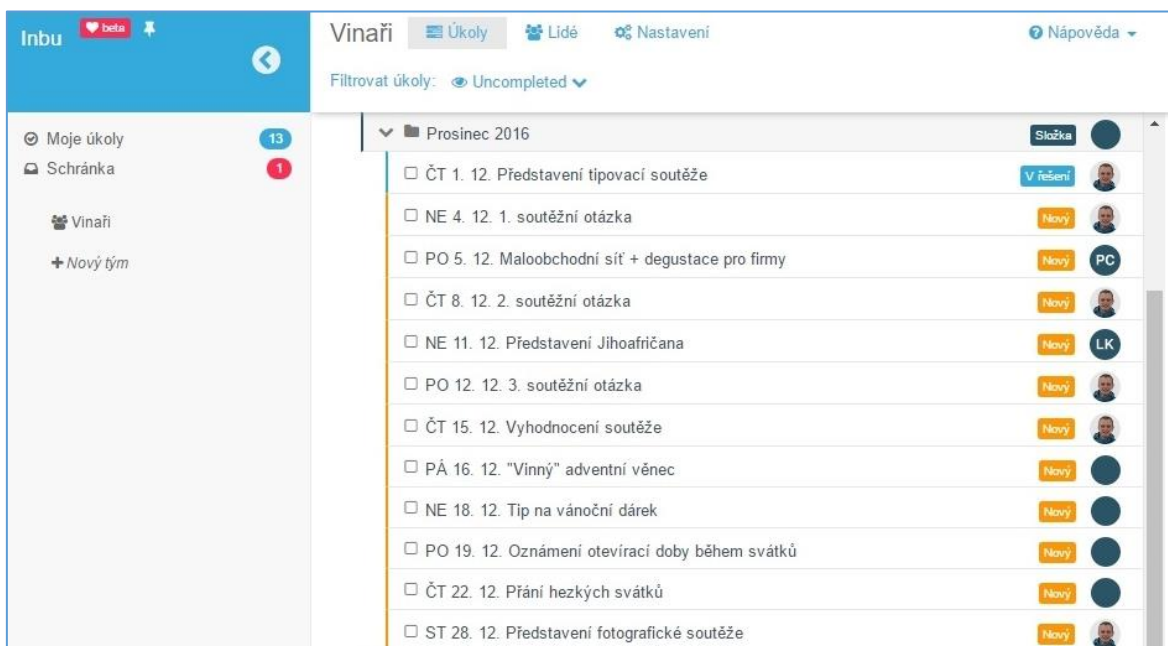 Inbu beta
Vinaři Úkoly Lidé Nastavení Nápověda
Filtrovat úkoly: Uncompleted
Moje úkoly 13
Schránka 1
Vinaři
Nový tým
Prosinec 2016 Složka
ČT 1. 12. Představení tipovací soutěže V řešení
NE 4. 12. 1. soutěžní otázka Nový
PO 5. 12. Maloobchodní síť + degustace pro firmy Nový PC
ČT 8. 12. 2. soutěžní otázka Nový
NE 11. 12. Představení Jihoafričana Nový LK
PO 12. 12. 3. soutěžní otázka Nový
ČT 15. 12. Vyhodnocení soutěže Nový
PÁ 16. 12. "Vinný" adventní věnec Nový
NE 18. 12. Tip na vánoční dárek Nový
PO 19. 12. Oznámení otevírací doby během svátků Nový
ČT 22. 12. Přání hezkých svátků Nový
ST 28. 12. Představení fotografické soutěže Nový